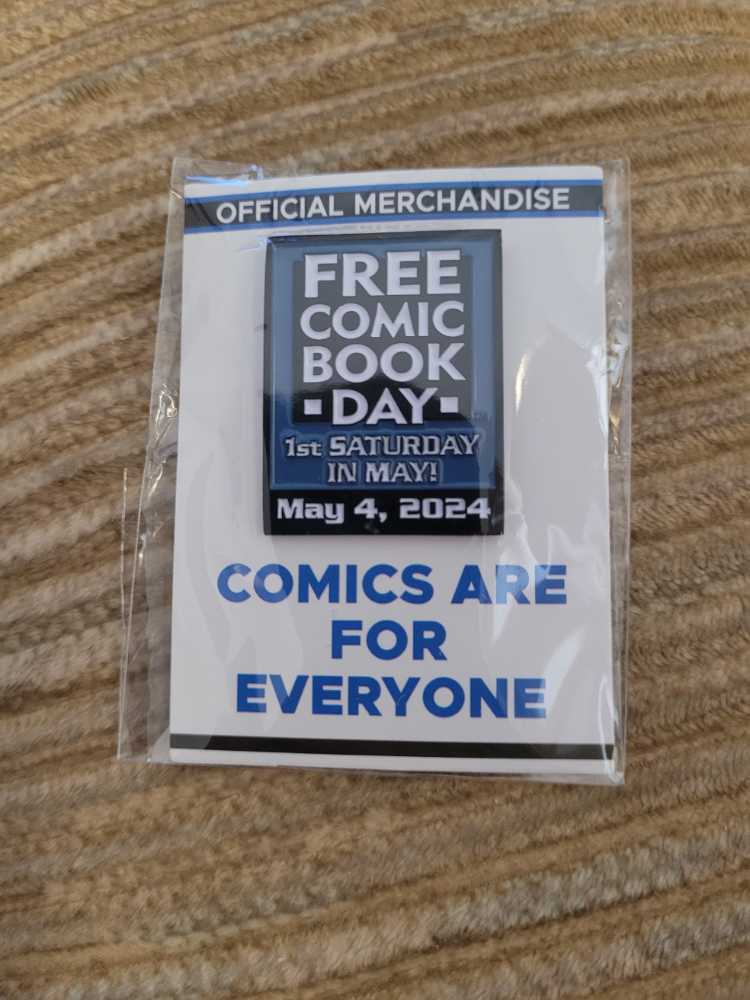 OFFICIAL MERCHANDISE
FREE
COMIC
BOOK
▪DAY▪
1st SATURDAY
IN MAY!
May 4, 2024
COMICS ARE
FOR
EVERYONE